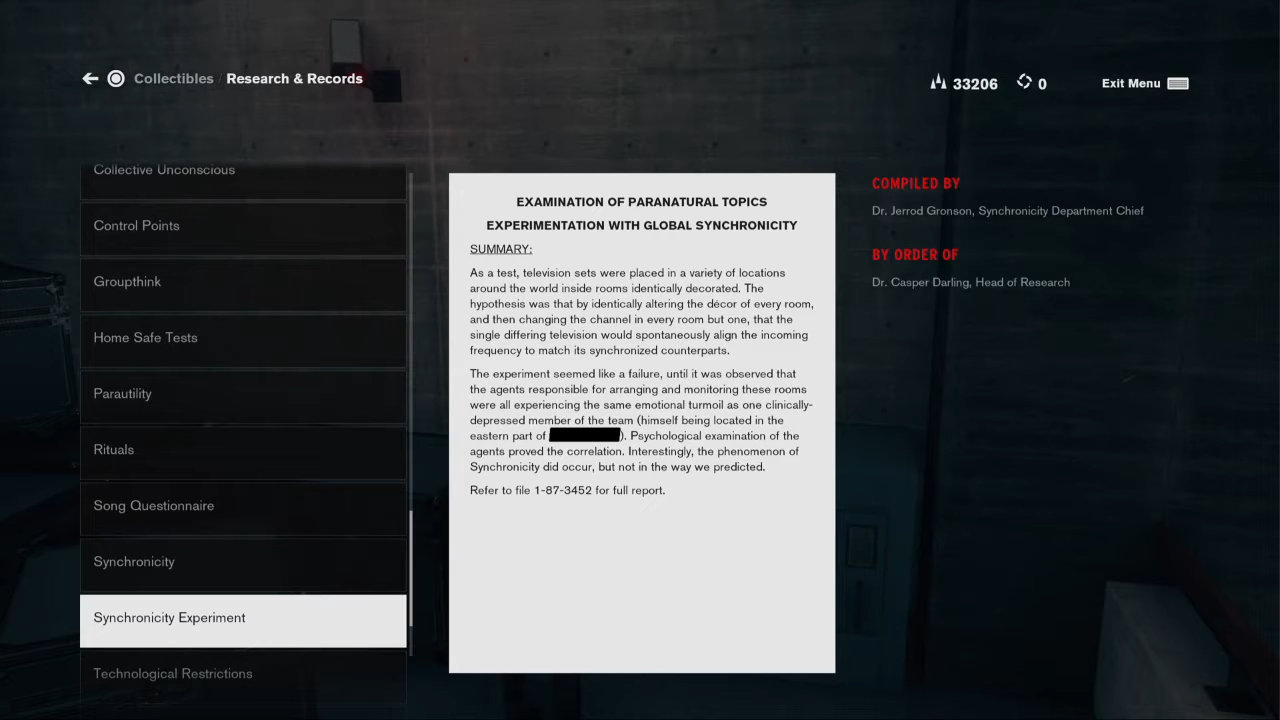 Collectibles / Research & Records
33206
0
Exit Menu
Collective Unconscious
Control Points
Groupthink
Home Safe Tests
Parautility
Rituals
Song Questionnaire
Synchronicity
Synchronicity Experiment
Technological Restrictions
EXAMINATION OF PARANATURAL TOPICS
EXPERIMENTATION WITH GLOBAL SYNCHRONICITY
SUMMARY:
As a test, television sets were placed in a variety of locations
around the world inside rooms identically decorated. The
hypothesis was that by identically altering the décor of every room,
and then changing the channel in every room but one, that the
single differing television would spontaneously align the incoming
frequency to match its synchronized counterparts.
The experiment seemed like a failure, until it was observed that
the agents responsible for arranging and monitoring these rooms
were all experiencing the same emotional turmoil as one clinically-
depressed member of the team (himself being located in the
eastern part of ). Psychological examination of the
agents proved the correlation. Interestingly, the phenomenon of
Synchronicity did occur, but not in the way we predicted.
Refer to file 1-87-3452 for full report.
COMPILED BY
Dr. Jerrod Gronson, Synchronicity Department Chief
BY ORDER OF
Dr. Casper Darling, Head of Research